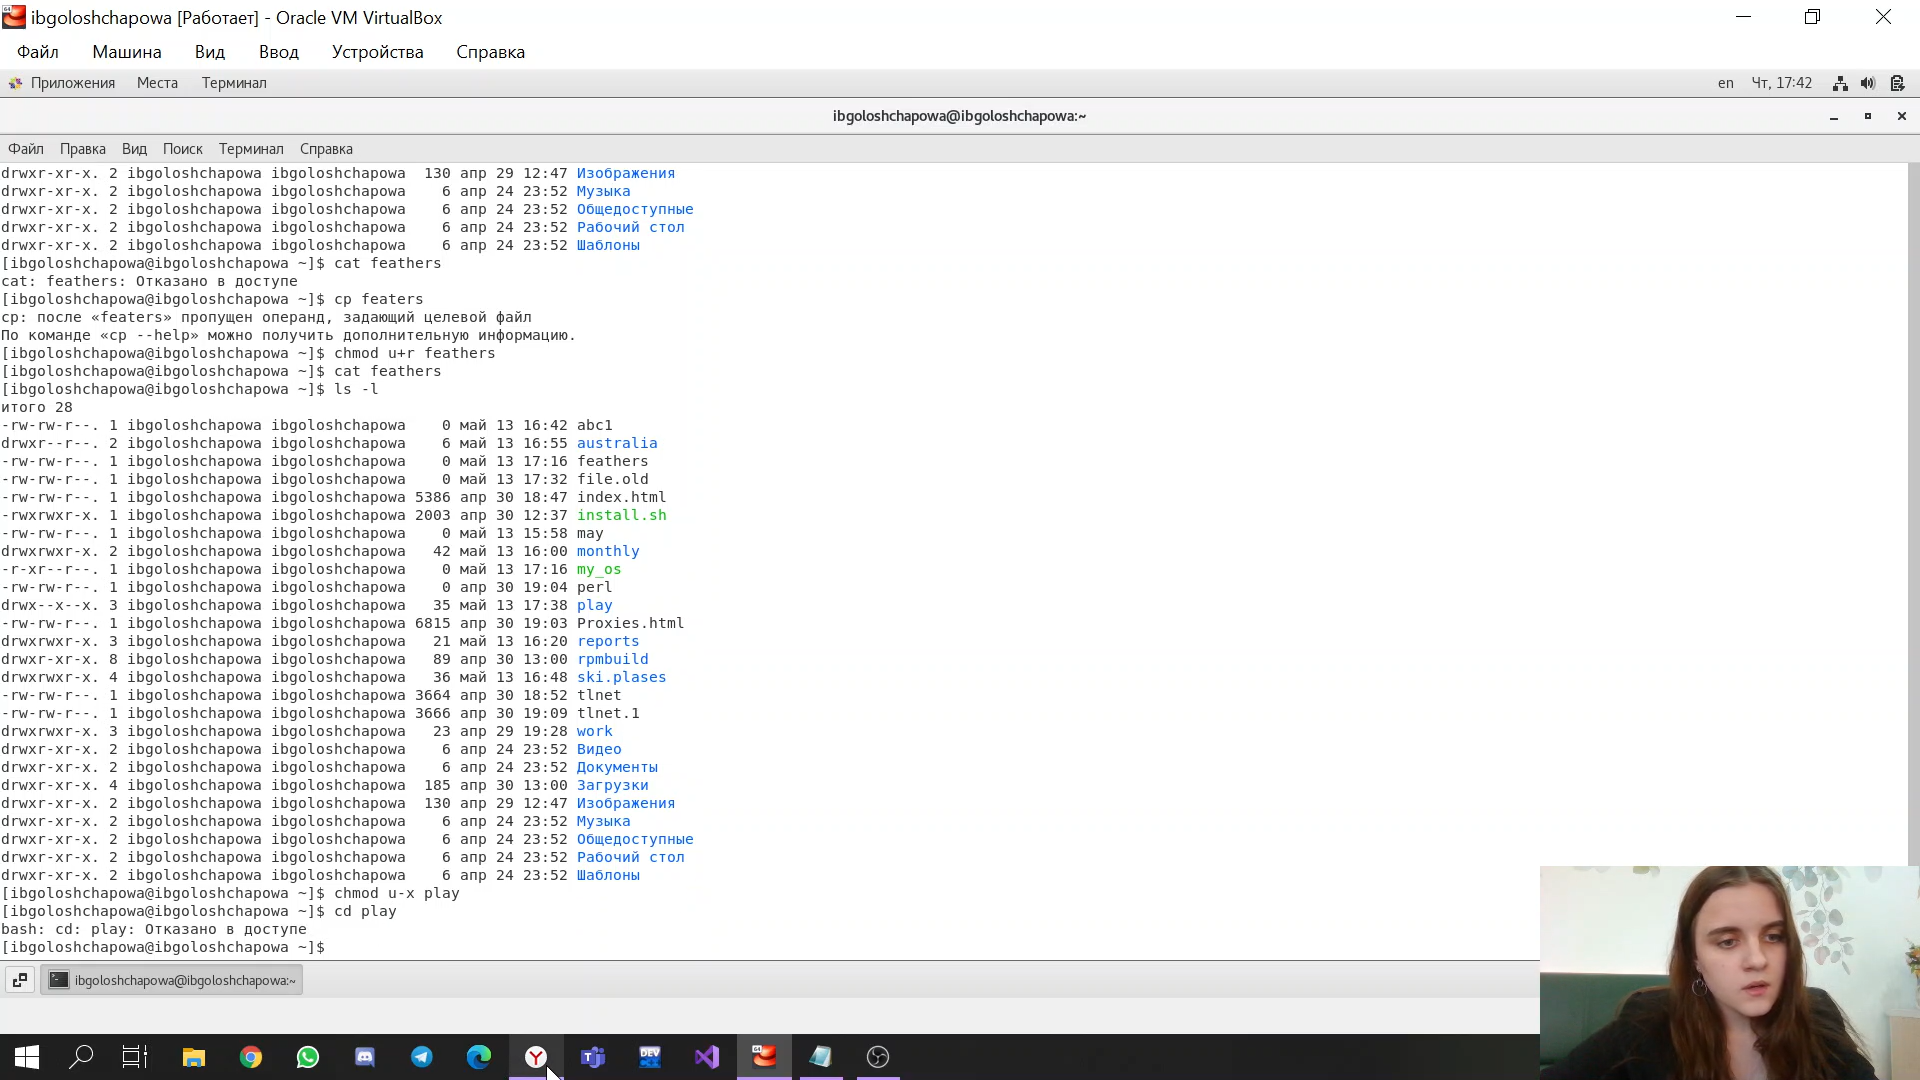 ibgoloshchapowa [Работает] - Oracle VM VirtualBox
Файл Машина Вид Ввод Устройства Справка
Приложения Места Терминал en Чт, 17:42
ibgoloshchapowa@ibgoloshchapowa:~
Файл Правка Вид Поиск Терминал Справка
drwxr-xr-x. 2 ibgoloshchapowa ibgoloshchapowa  130 апр 29 12:47 Изображения
drwxr-xr-x. 2 ibgoloshchapowa ibgoloshchapowa    6 апр 24 23:52 Музыка
drwxr-xr-x. 2 ibgoloshchapowa ibgoloshchapowa    6 апр 24 23:52 Общедоступные
drwxr-xr-x. 2 ibgoloshchapowa ibgoloshchapowa    6 апр 24 23:52 Рабочий стол
drwxr-xr-x. 2 ibgoloshchapowa ibgoloshchapowa    6 апр 24 23:52 Шаблоны
[ibgoloshchapowa@ibgoloshchapowa ~]$ cat feathers
cat: feathers: Отказано в доступе
[ibgoloshchapowa@ibgoloshchapowa ~]$ cp featers
cp: после «featers» пропущен операнд, задающий целевой файл
По команде «cp --help» можно получить дополнительную информацию.
[ibgoloshchapowa@ibgoloshchapowa ~]$ chmod u+r feathers
[ibgoloshchapowa@ibgoloshchapowa ~]$ cat feathers
[ibgoloshchapowa@ibgoloshchapowa ~]$ ls -l
итого 28
-rw-rw-r--. 1 ibgoloshchapowa ibgoloshchapowa    0 май 13 16:42 abc1
drwxr--r--. 2 ibgoloshchapowa ibgoloshchapowa    6 май 13 16:55 australia
-rw-rw-r--. 1 ibgoloshchapowa ibgoloshchapowa    0 май 13 17:16 feathers
-rw-rw-r--. 1 ibgoloshchapowa ibgoloshchapowa    0 май 13 17:32 file.old
-rw-rw-r--. 1 ibgoloshchapowa ibgoloshchapowa 5386 апр 30 18:47 index.html
-rwxrwxr-x. 1 ibgoloshchapowa ibgoloshchapowa 2003 апр 30 12:37 install.sh
-rw-rw-r--. 1 ibgoloshchapowa ibgoloshchapowa    0 май 13 15:58 may
drwxrwxr-x. 2 ibgoloshchapowa ibgoloshchapowa   42 май 13 16:00 monthly
-r-xr--r--. 1 ibgoloshchapowa ibgoloshchapowa    0 май 13 17:16 my_os
-rw-rw-r--. 1 ibgoloshchapowa ibgoloshchapowa    0 апр 30 19:04 perl
drwx--x--x. 3 ibgoloshchapowa ibgoloshchapowa   35 май 13 17:38 play
-rw-rw-r--. 1 ibgoloshchapowa ibgoloshchapowa 6815 апр 30 19:03 Proxies.html
drwxrwxr-x. 3 ibgoloshchapowa ibgoloshchapowa   21 май 13 16:20 reports
drwxr-xr-x. 8 ibgoloshchapowa ibgoloshchapowa   89 апр 30 13:00 rpmbuild
drwxrwxr-x. 4 ibgoloshchapowa ibgoloshchapowa   36 май 13 16:48 ski.plases
-rw-rw-r--. 1 ibgoloshchapowa ibgoloshchapowa 3664 апр 30 18:52 tlnet
-rw-rw-r--. 1 ibgoloshchapowa ibgoloshchapowa 3666 апр 30 19:09 tlnet.1
drwxrwxr-x. 3 ibgoloshchapowa ibgoloshchapowa   23 апр 29 19:28 work
drwxr-xr-x. 2 ibgoloshchapowa ibgoloshchapowa    6 апр 24 23:52 Видео
drwxr-xr-x. 2 ibgoloshchapowa ibgoloshchapowa    6 апр 24 23:52 Документы
drwxr-xr-x. 4 ibgoloshchapowa ibgoloshchapowa  185 апр 30 13:00 Загрузки
drwxr-xr-x. 2 ibgoloshchapowa ibgoloshchapowa  130 апр 29 12:47 Изображения
drwxr-xr-x. 2 ibgoloshchapowa ibgoloshchapowa    6 апр 24 23:52 Музыка
drwxr-xr-x. 2 ibgoloshchapowa ibgoloshchapowa    6 апр 24 23:52 Общедоступные
drwxr-xr-x. 2 ibgoloshchapowa ibgoloshchapowa    6 апр 24 23:52 Рабочий стол
drwxr-xr-x. 2 ibgoloshchapowa ibgoloshchapowa    6 апр 24 23:52 Шаблоны
[ibgoloshchapowa@ibgoloshchapowa ~]$ chmod u-x play
[ibgoloshchapowa@ibgoloshchapowa ~]$ cd play
bash: cd: play: Отказано в доступе
[ibgoloshchapowa@ibgoloshchapowa ~]$
ibgoloshchapowa@ibgoloshchapowa:~
DEV